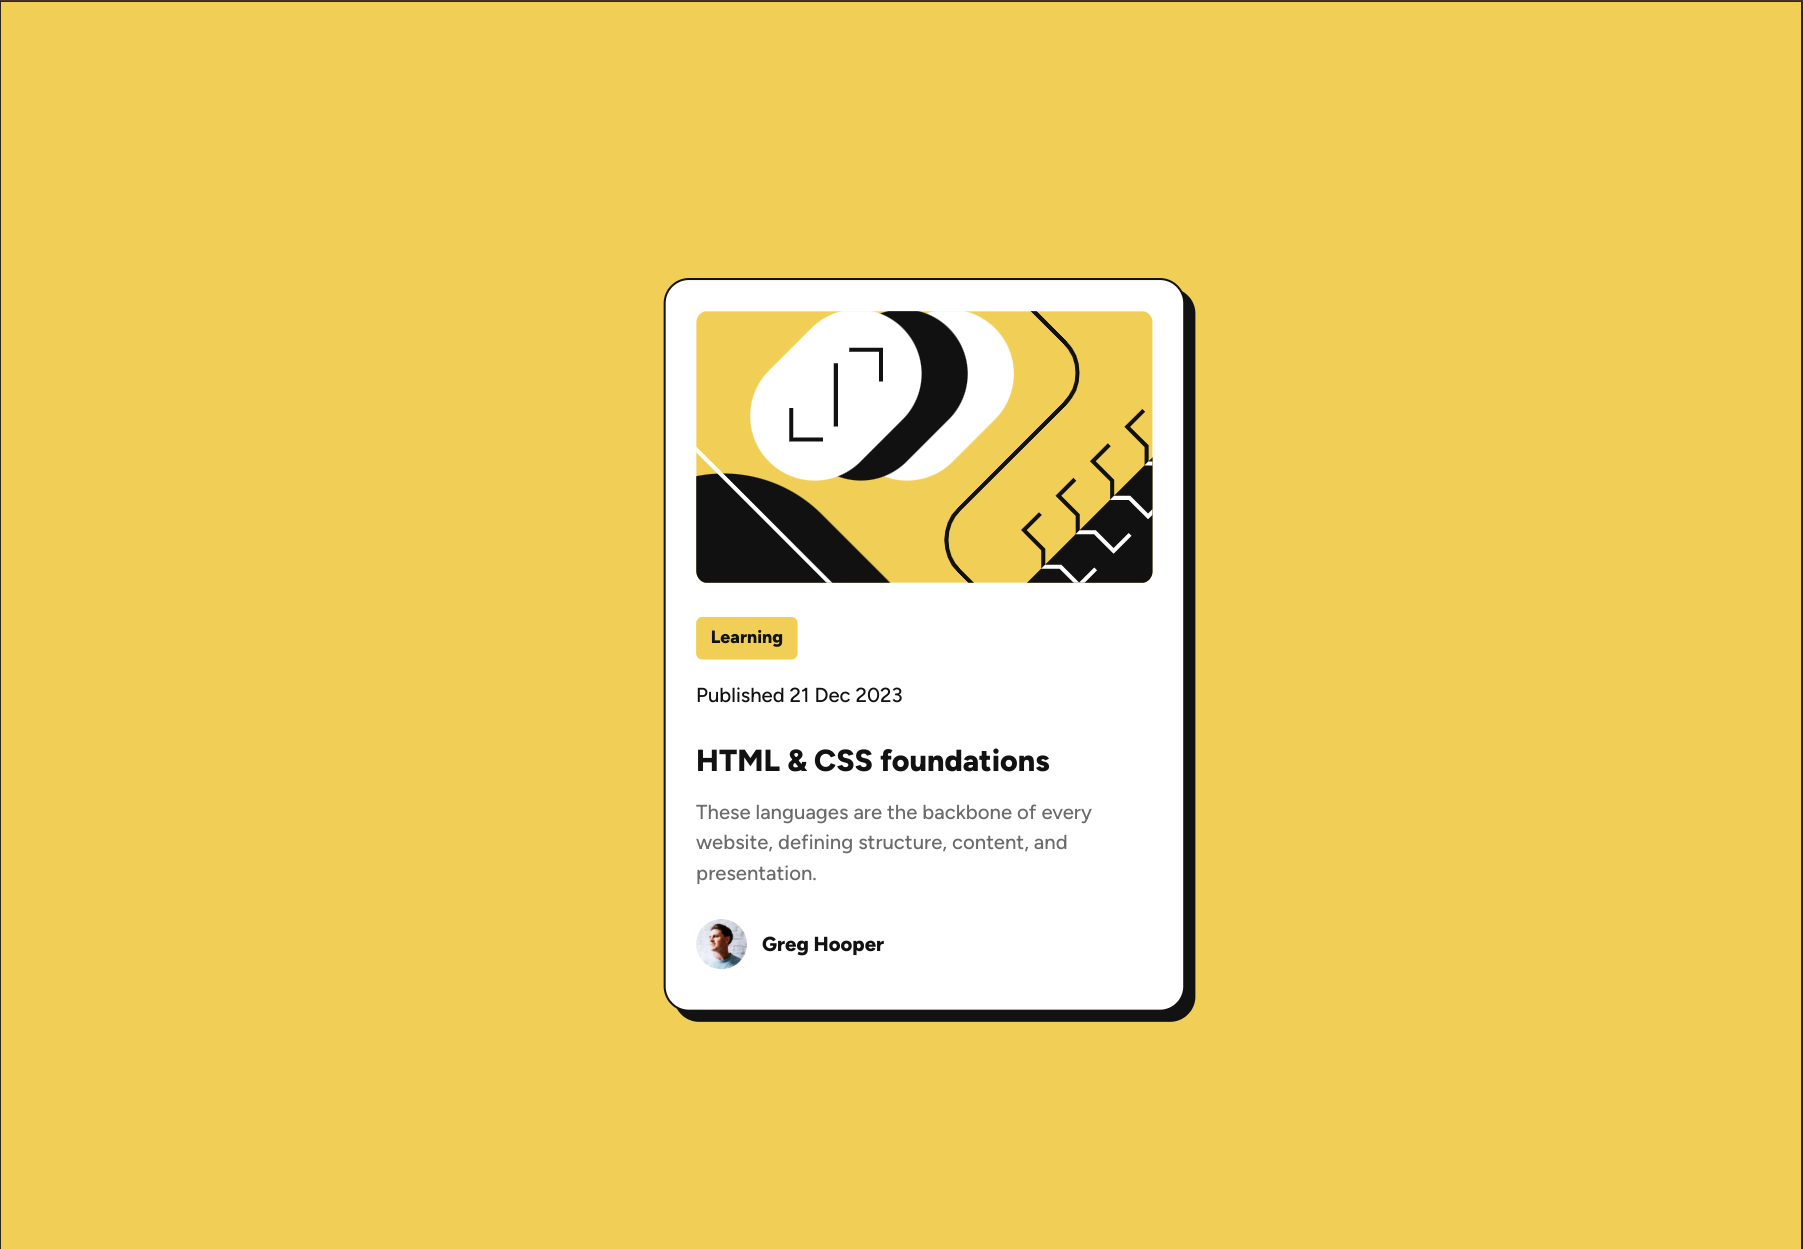 Learning
Published 21 Dec 2023
HTML & CSS foundations
These languages are the backbone of every
website, defining structure, content, and
presentation.
Greg Hooper